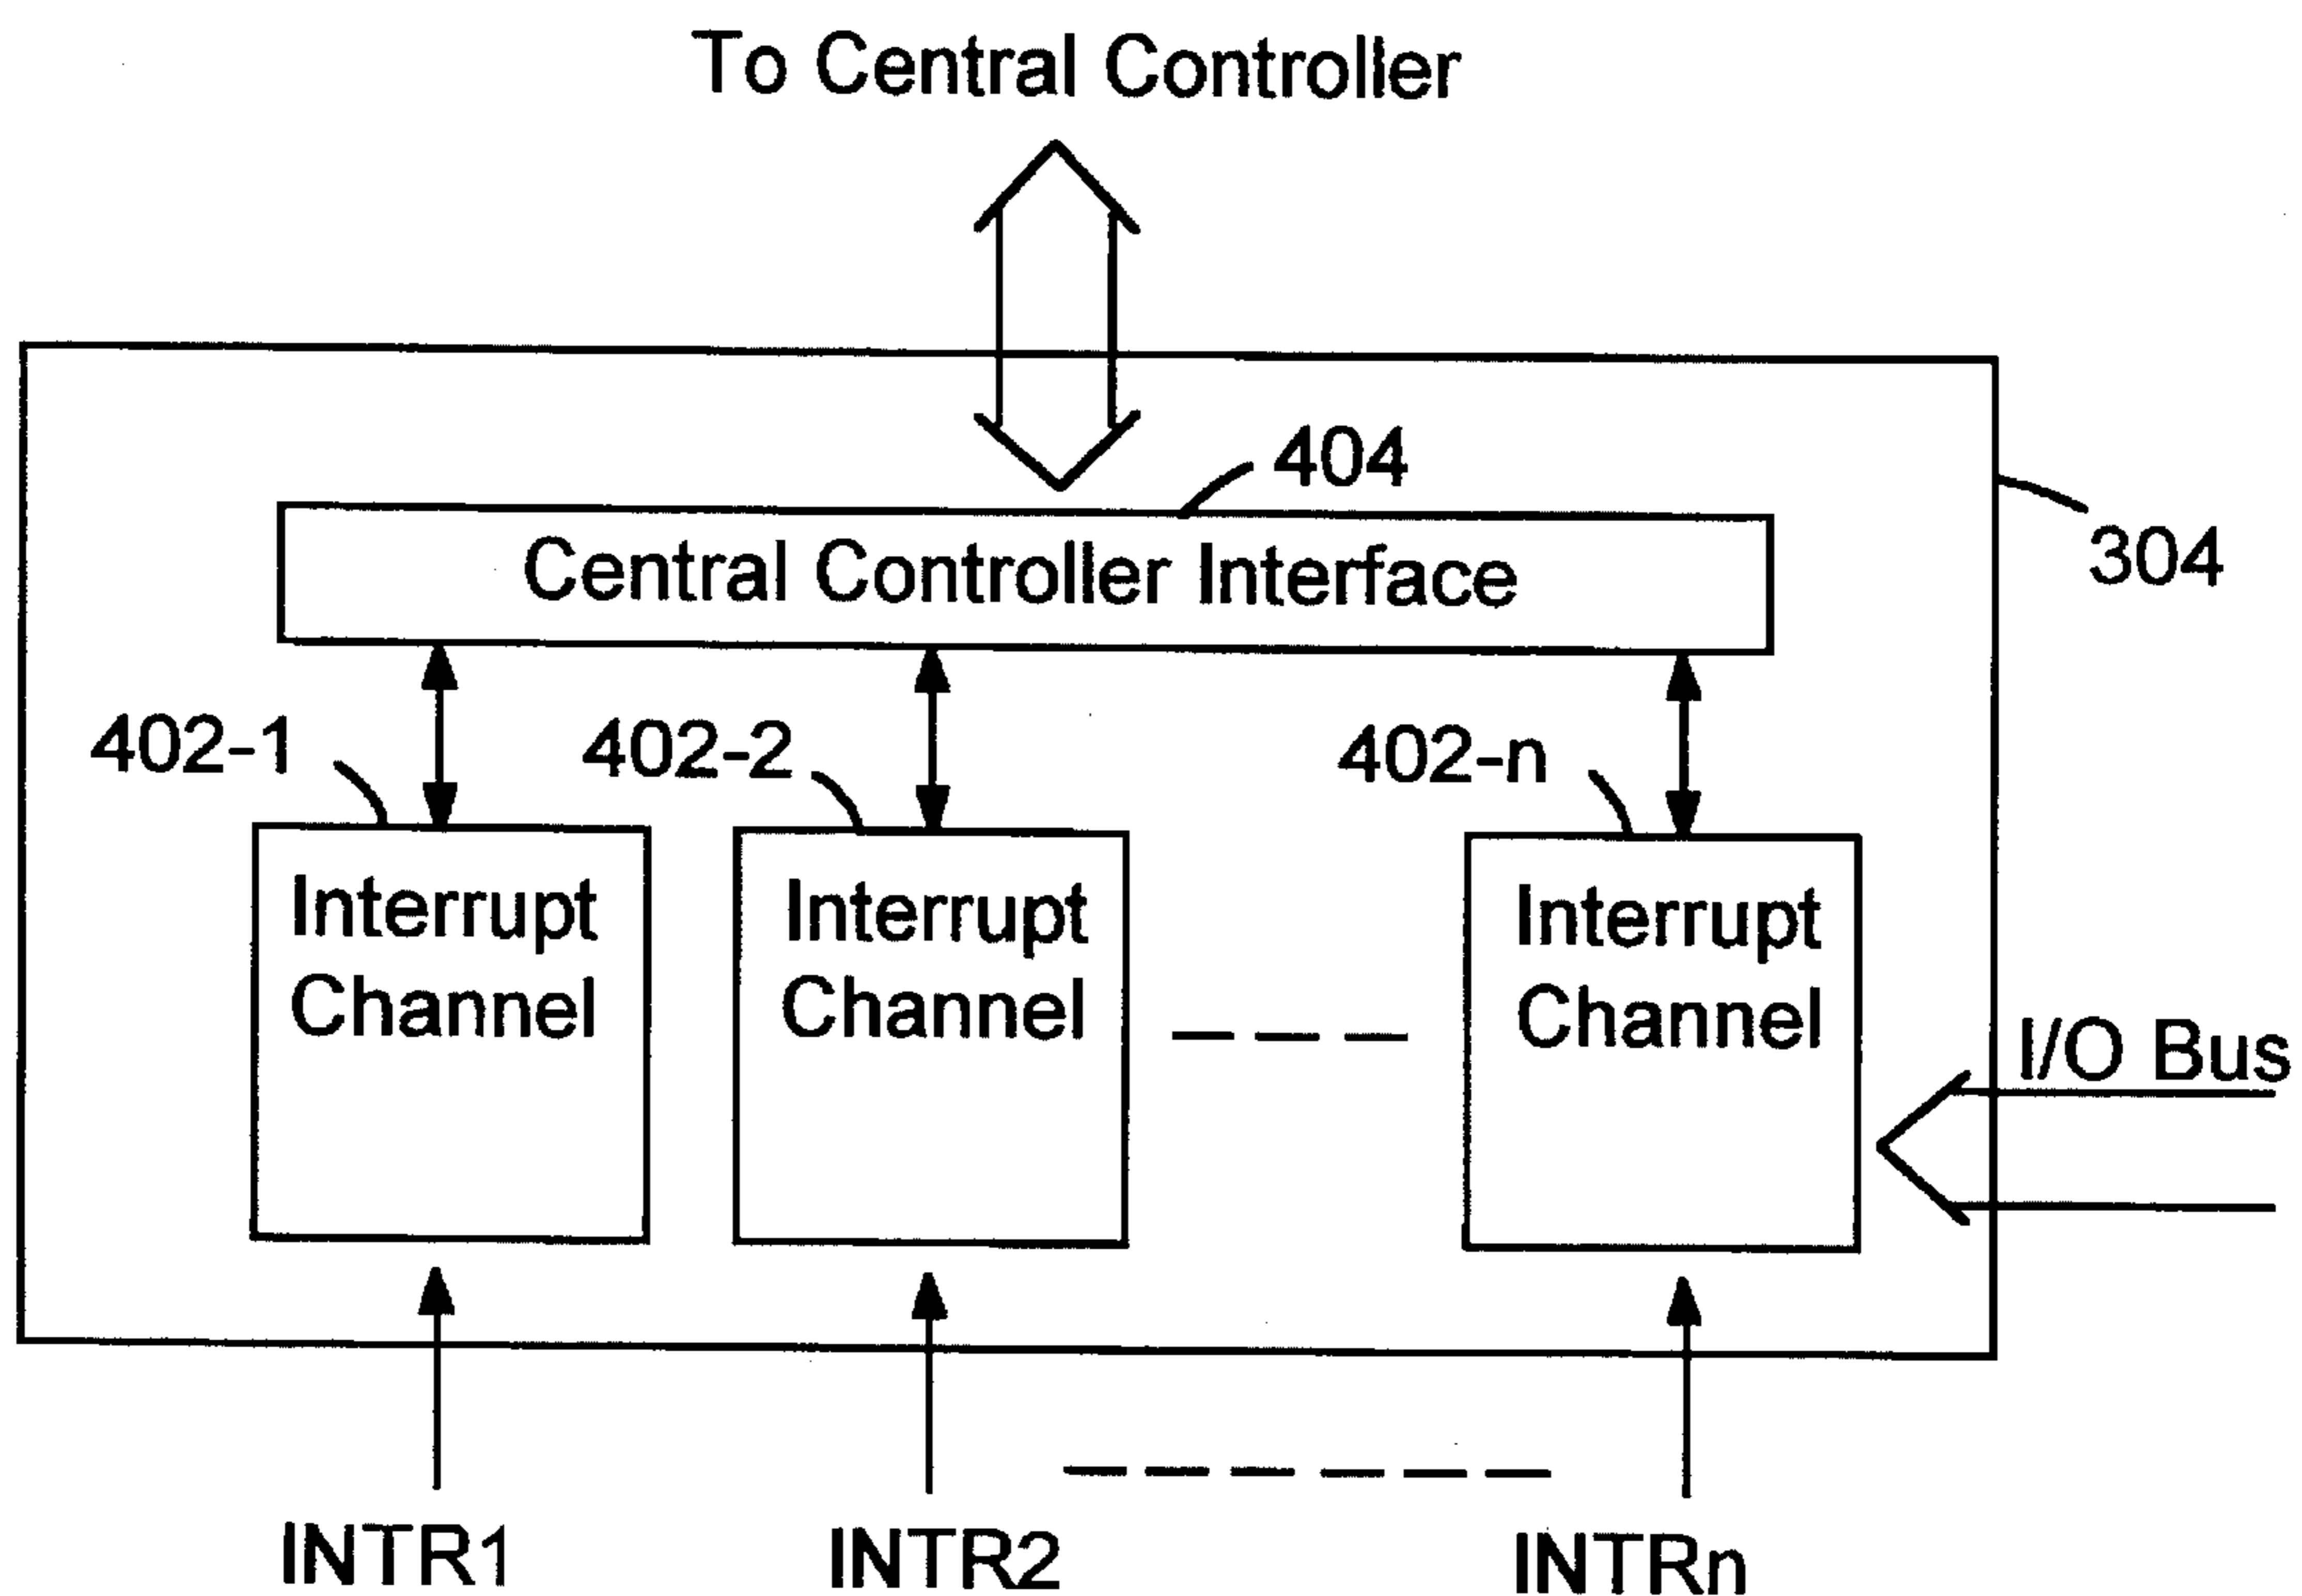 To Central Controller
404
Central Controller Interface
304
402-1
402-2
402-n
Interrupt
Channel
Interrupt
Channel
Interrupt
Channel
I/O Bus
INTR1
INTR2
INTRn